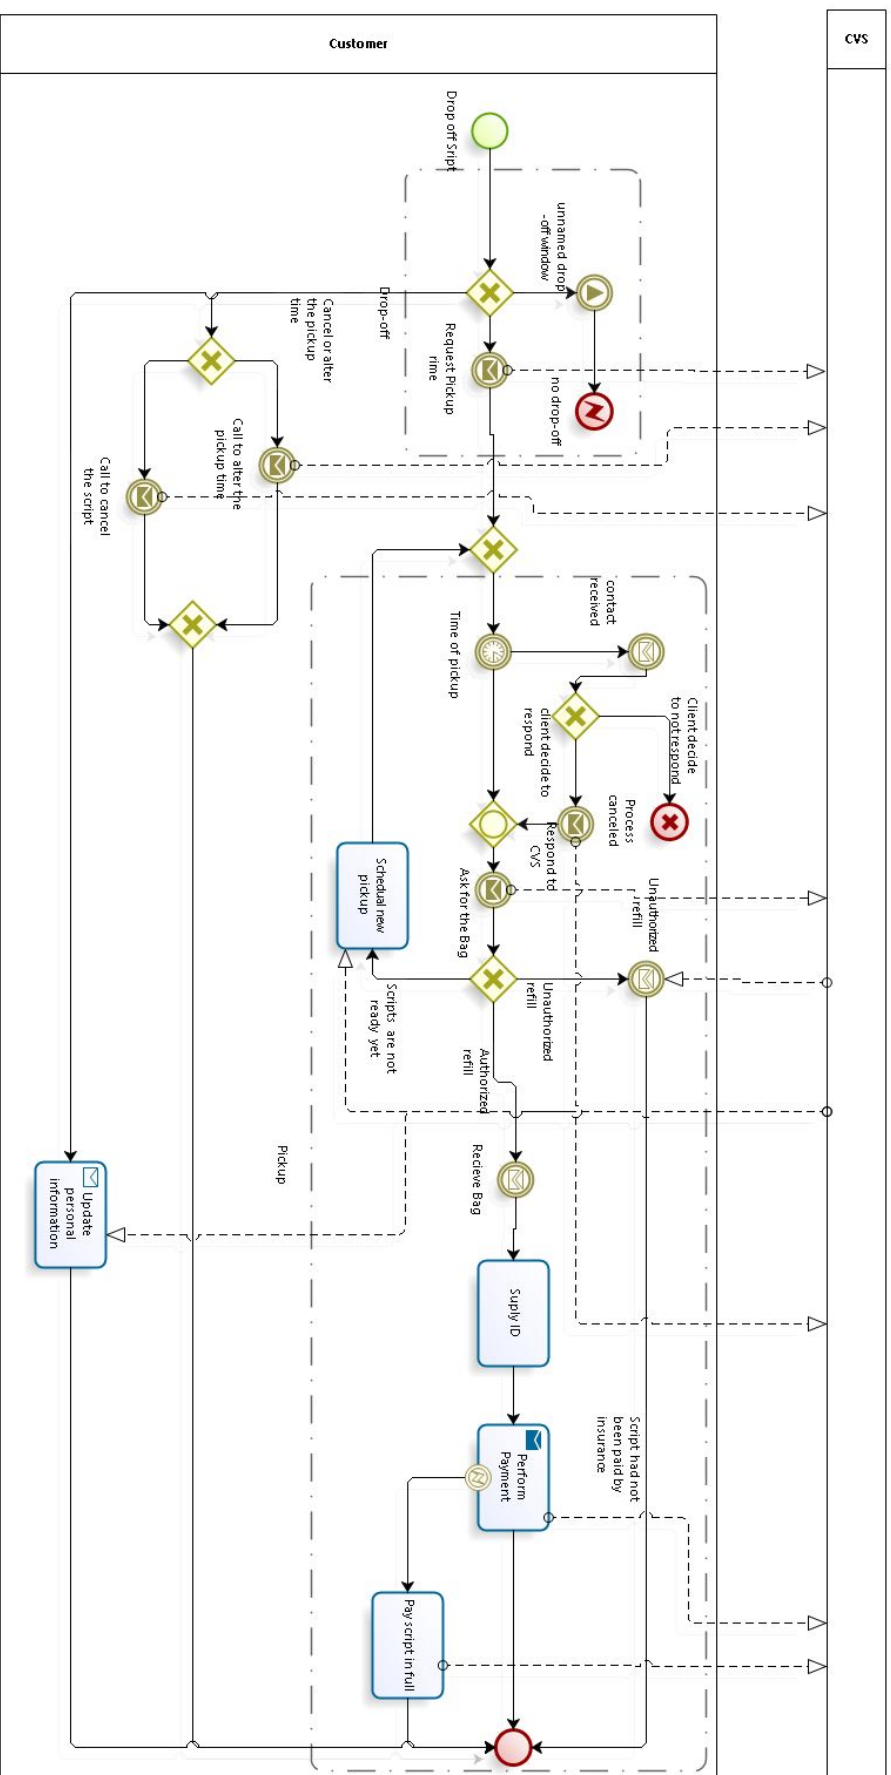 Customer
CVS
Drop off Sript
unnamed drop
-off window
Request Pickup
rime
no drop-off
Drop-off
Cancel or alter
the pickup
time
Call to alter the
pickup time
Call to cancel
the script
contact
received
Time of pickup
Client decide
to not respond
client decide to
respond
Process
canceled
Respond to
CVS
Ask for the Bag
Schedual new
pickup
Unauthorized
refill
Unauthorized
refill
Scripts are not
ready yet
Authorized
refill
Pickup
Recieve Bag
Update
personal
information
Suply ID
Script had not
been paid by
insurance
Perform
Payment
Pay script in full